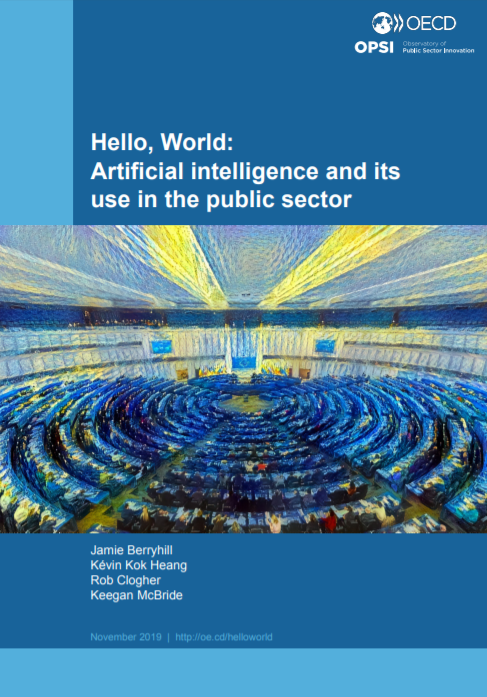 OECD
OPSI
Observatory of
Public Sector Innovation
Hello, World:
Artificial intelligence and its
use in the public sector
Jamie Berryhill
Kévin Kok Heang
Rob Clogher
Keegan McBride
November 2019 | http://oe.cd/helloworld